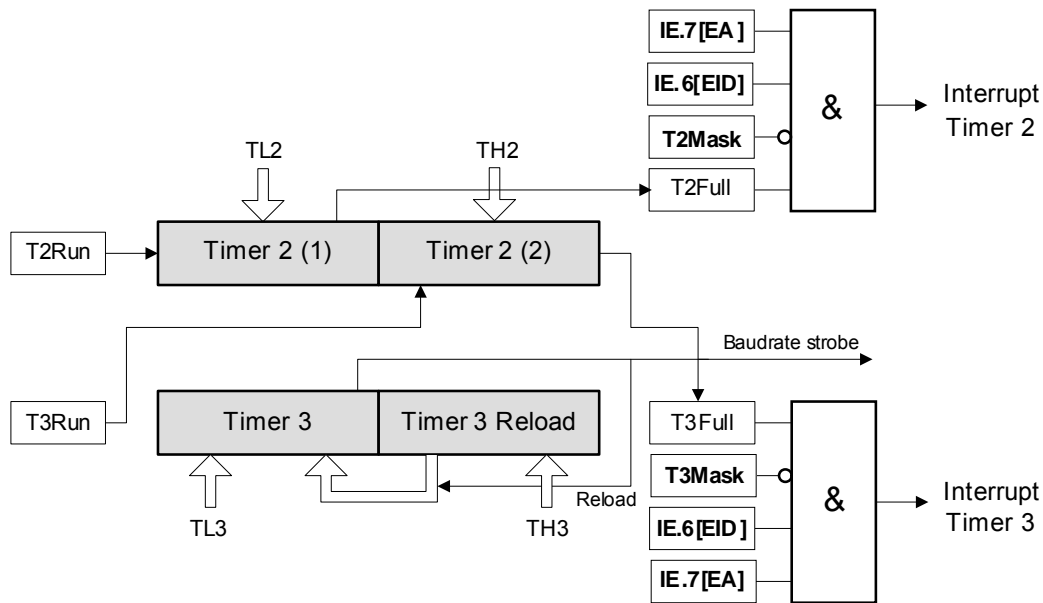 IE.7[EA]
IE.6[EID]
T2Mask
T2Full
&
Interrupt
Timer 2
TL2
TH2
T2Run
Timer 2 (1)
Timer 2 (2)
Baudrate strobe
T3Run
Timer 3
Timer 3 Reload
Reload
TL3
TH3
T3Full
T3Mask
IE.6[EID]
IE.7[EA]
&
Interrupt
Timer 3